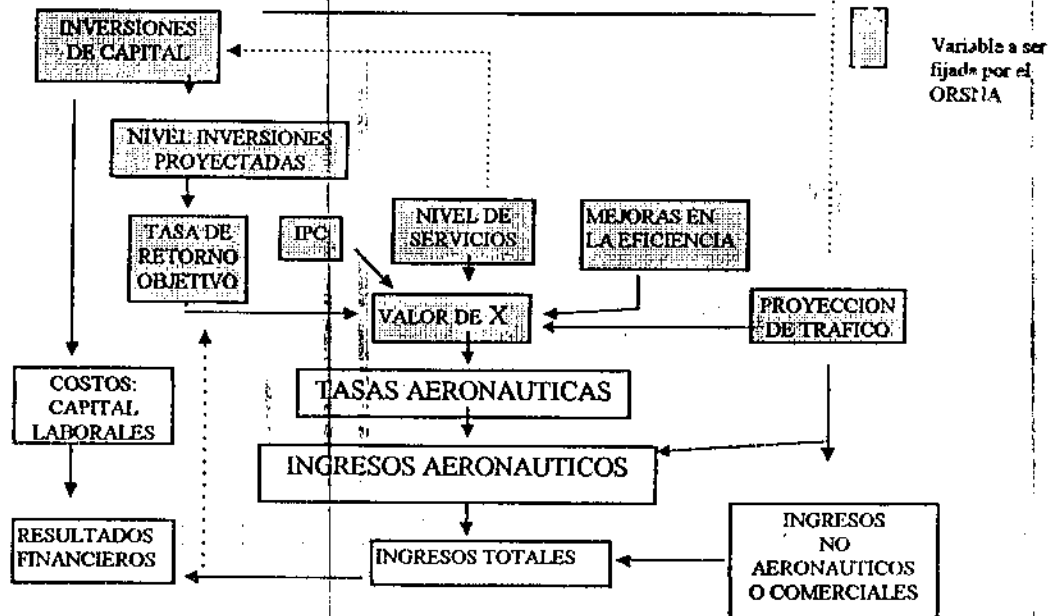 INVERSIONES
DE CAPITAL
Variable a ser
fijada por el
ORSNA
NIVEL INVERSIONES
PROYECTADAS
TASA DE
RETORNO
OBJETIVO
IPC
NIVEL DE
SERVICIOS
MEJORAS EN
LA EFICIENCIA
VALOR DE X
PROYECCION
DE TRAFICO
COSTOS:
CAPITAL
LABORALES
TASAS AERONAUTICAS
INGRESOS AERONAUTICOS
RESULTADOS
FINANCIEROS
INGRESOS TOTALES
INGRESOS
NO
AERONAUTICOS
O COMERCIALES